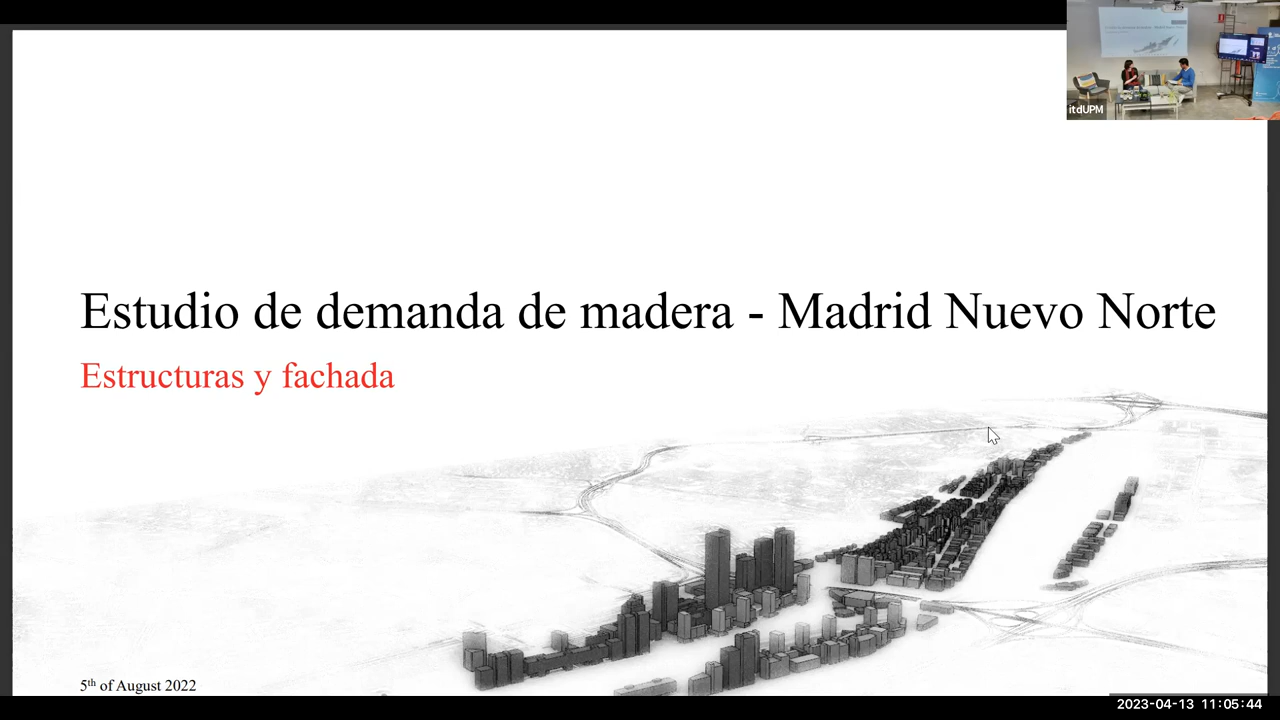 itdUPM
Estudio de demanda de madera - Madrid Nuevo Norte
Estructuras y fachada
5th of August 2022
2023-04-13 11:05:44